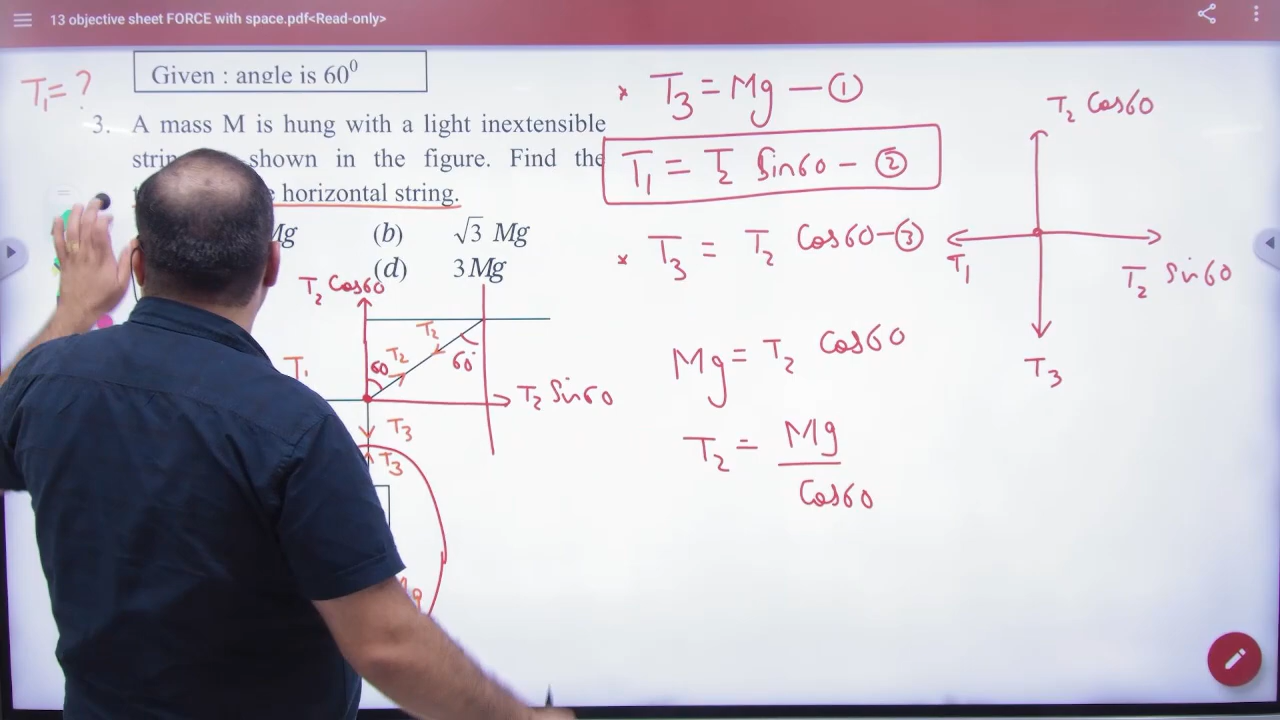 13 objective sheet FORCE with space.pdf<Read-only>
T₁ = ?
Given : angle is 60⁰
3. A mass M is hung with a light inextensible
shown in the figure. Find the
horizontal string.
Mg (b) √3 Mg
(d) 3Mg
T₂ Cos60
T₂
60 T₂
60°
T₁
T₂ Sin60
T₃
T₃
* T₃ = Mg — ①
T₁ = T₂ Sin60 — ②
* T₃ = T₂ Cos60 — ③
Mg = T₂ Cos60
T₂ = Mg
Cos60
T₂ Cos60
T₁
T₂ Sin60
T₃